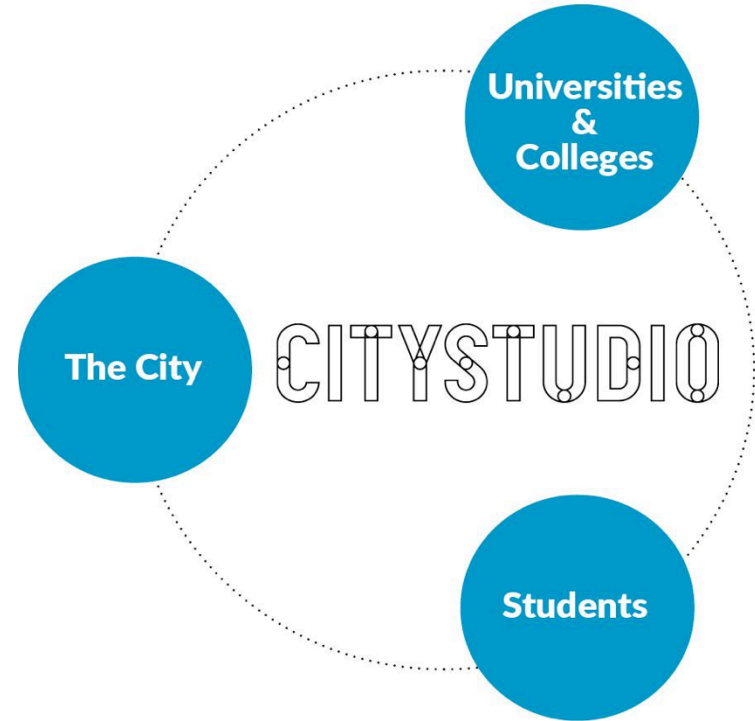 Universities
&
Colleges
The City
CITYSTUDIO
Students